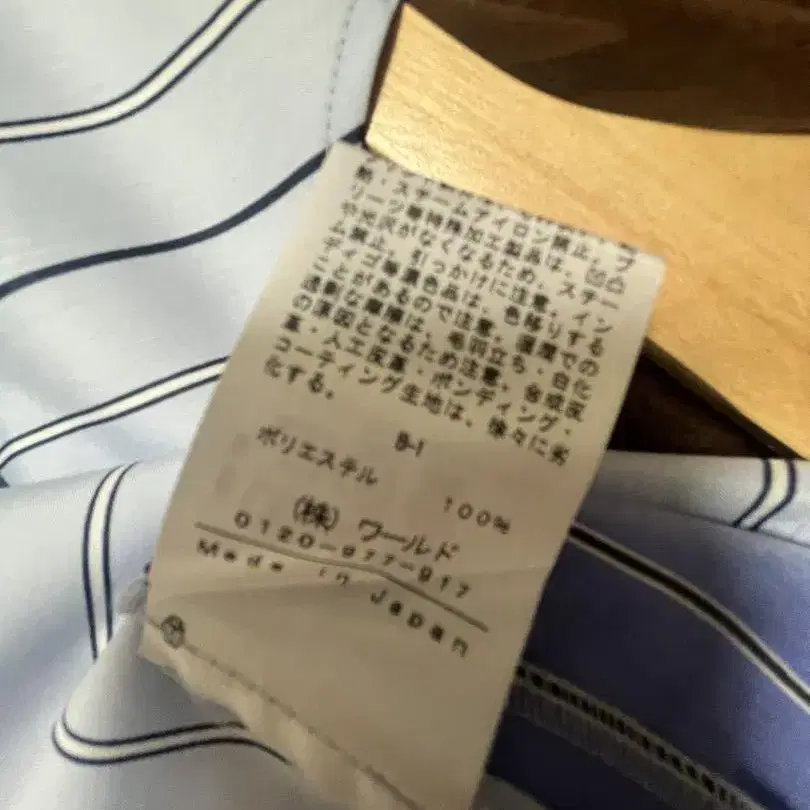 熱・スチームアイロン禁止。プ
リーツ等特殊加工製品は、凹凸
や光沢がなくなるため、スチー
ム禁止。引っかけに注意。イン
ディゴ等濃色品は、色移りする
ことがあるので注意。湿潤での
過剰な摩擦は、毛羽立ち・白化
の原因となるため注意。合成皮
革・人工皮革・ボンディング・
コーティング生地は、徐々に劣
化する。
B-1
ポリエステル 100%
(株) ワールド
0120-977-917
Made in Japan